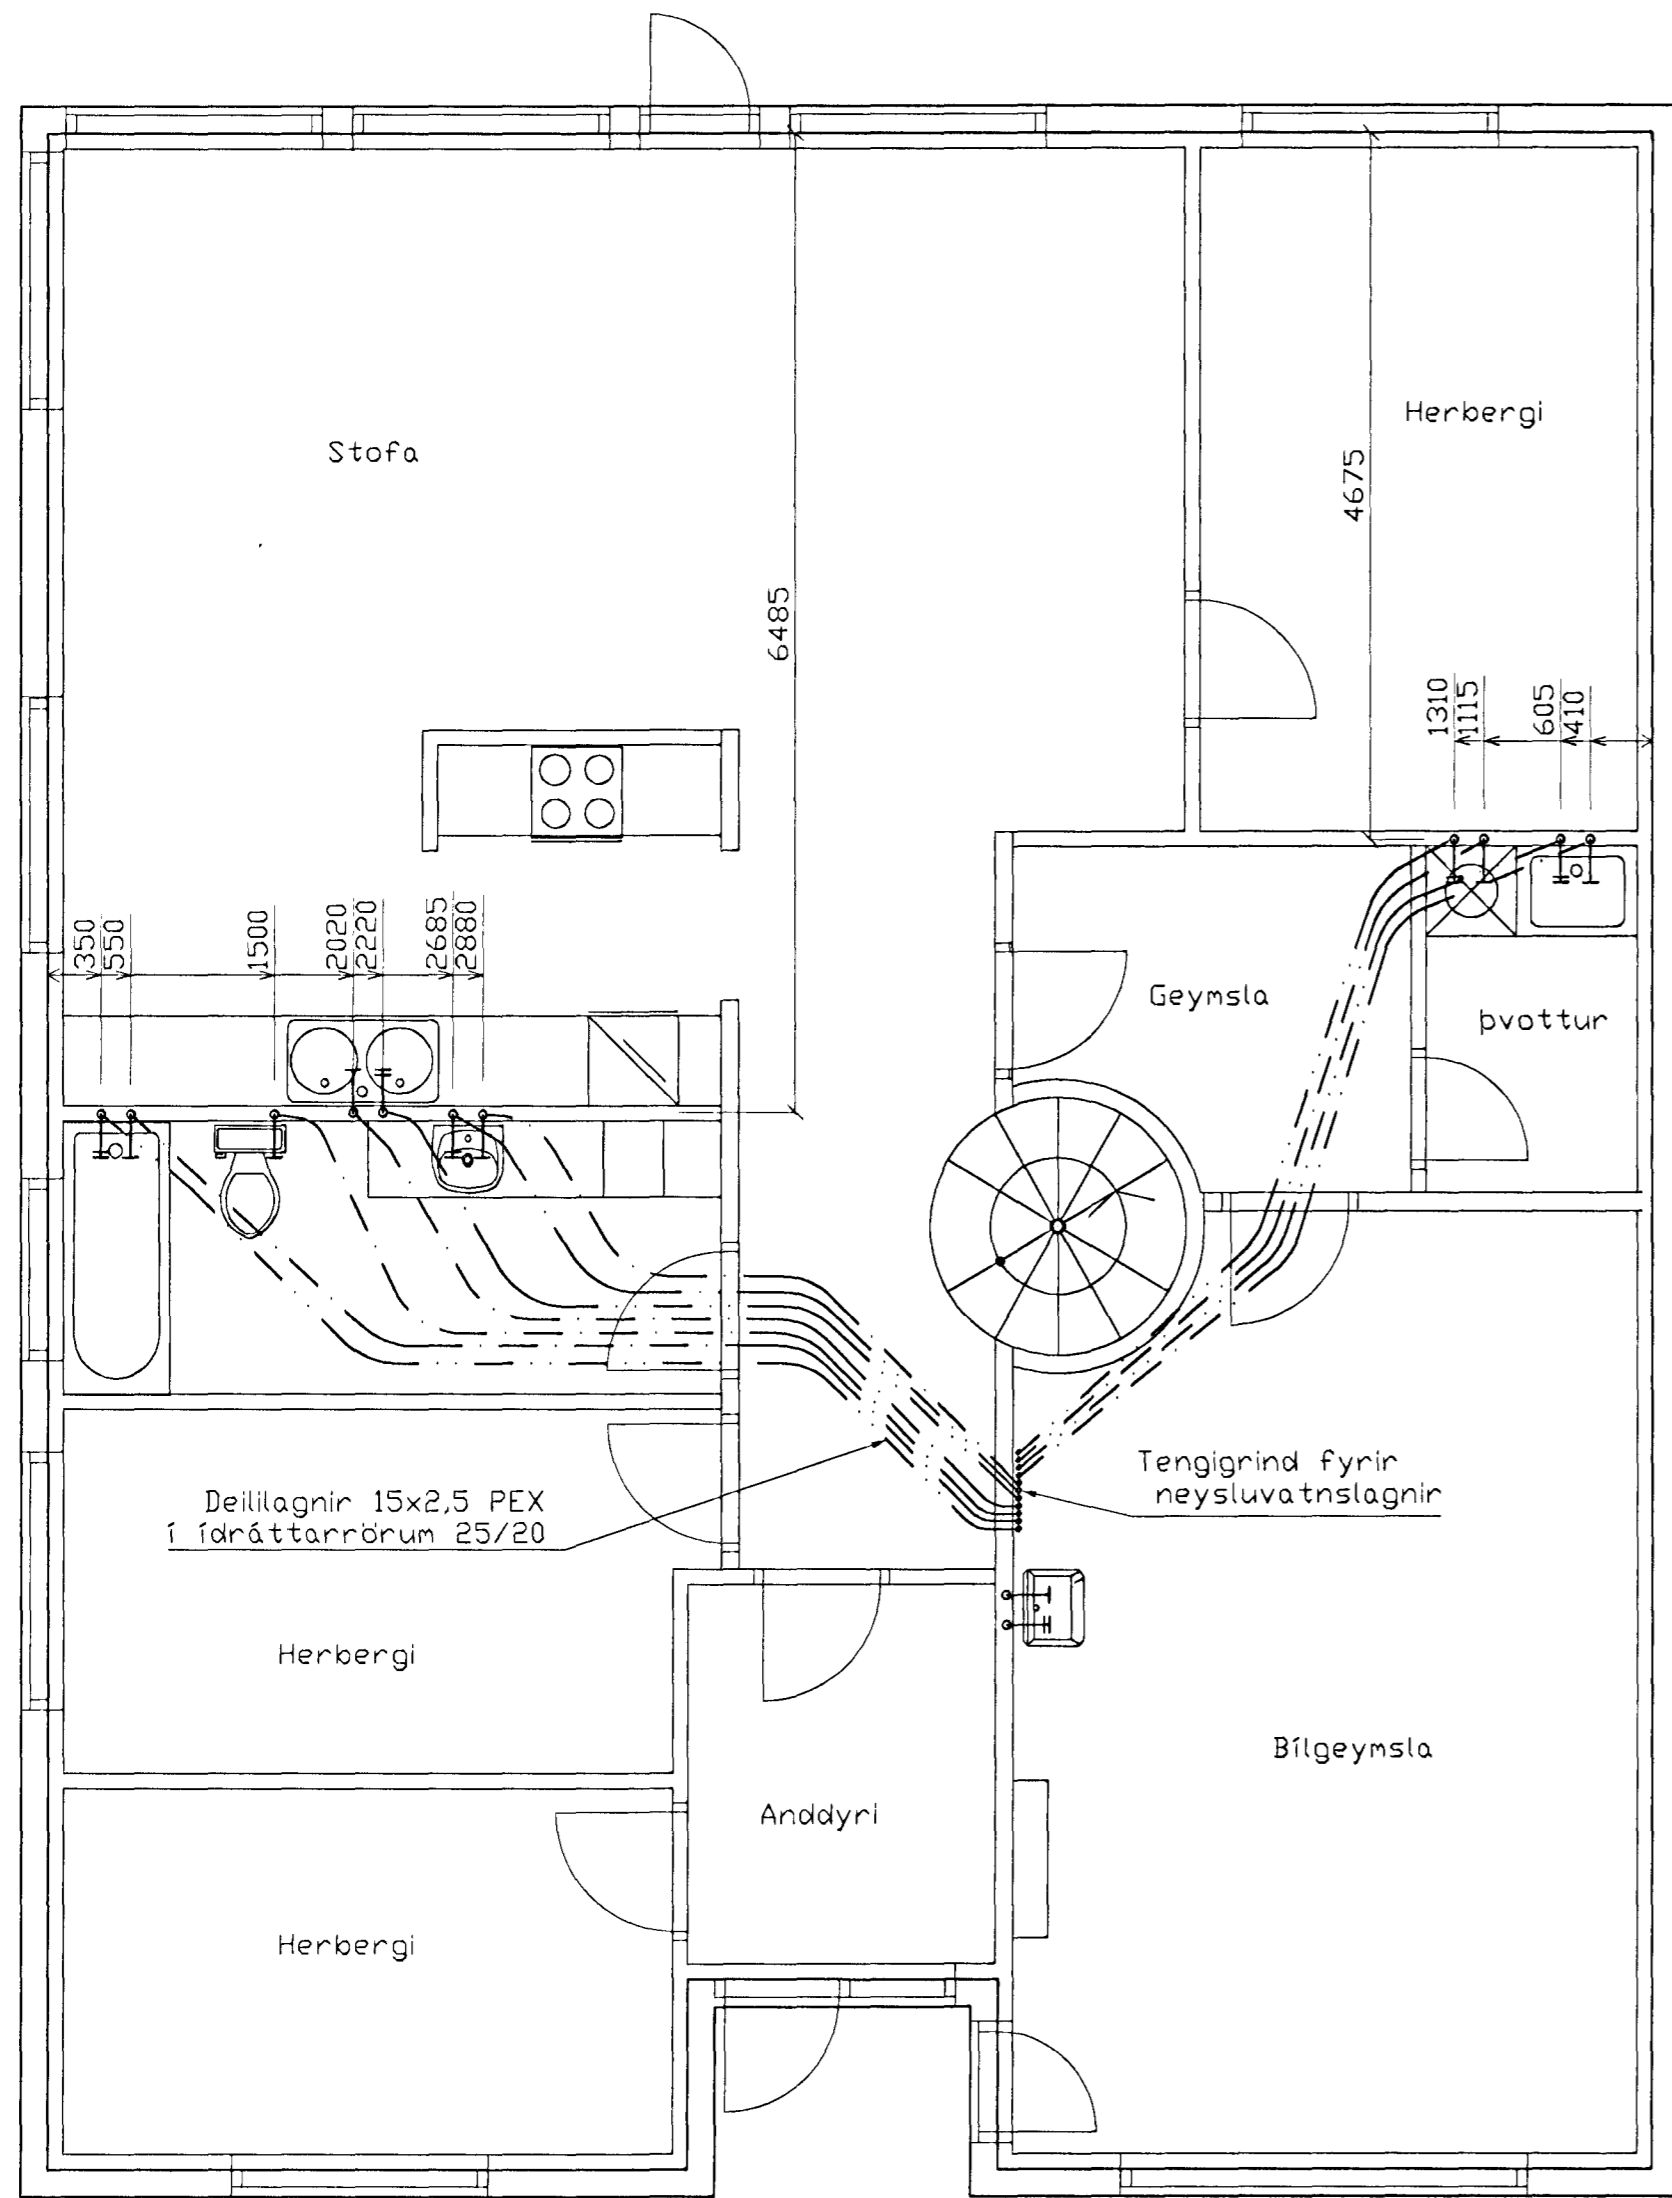 Stofa
Herbergi
4675
6485
1310
1115
605
410
350
550
1500
2020
2220
2685
2880
Geymsla
Þvottur
Deililagnir 15x2,5 PEX
í ídráttarrörum 25/20
Tengigrind fyrir
neysluvatnslagnir
Herbergi
Bílgeymsla
Anddyri
Herbergi